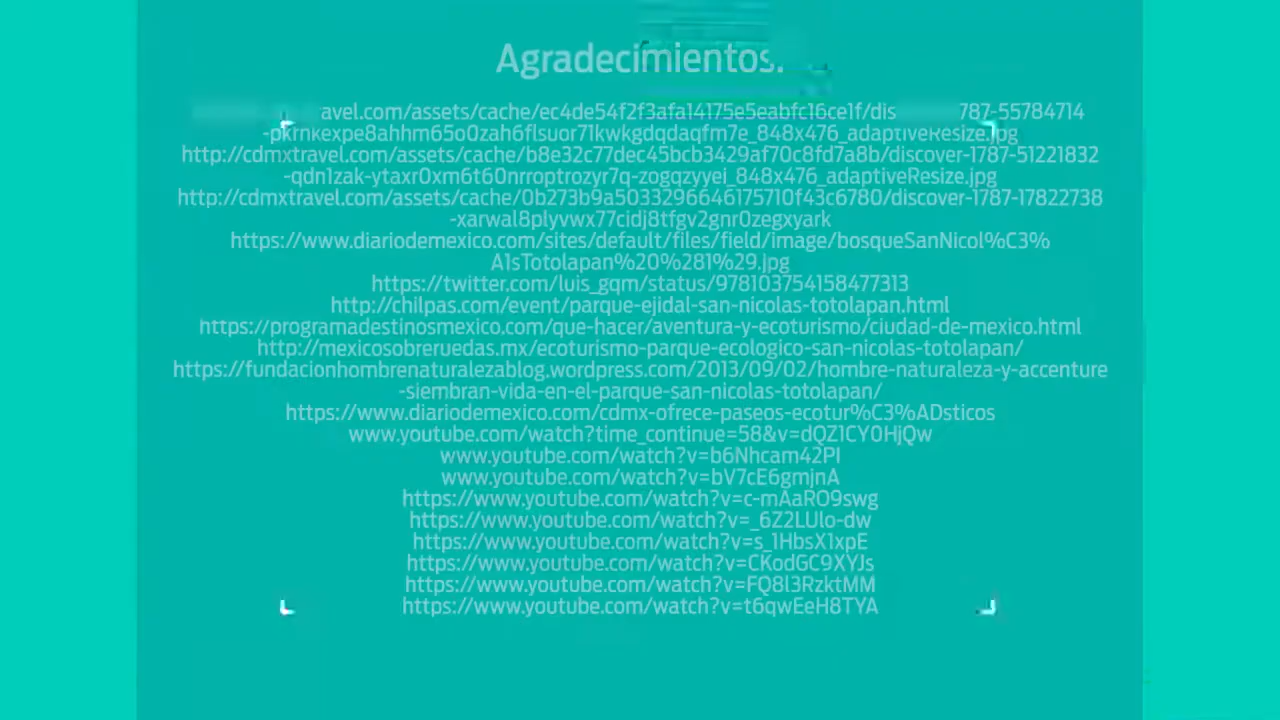 Agradecimientos.
avel.com/assets/cache/ec4de54f2f3afa14175e5eabfc16ce1f/dis 787-55784714
-pkrnkexpe8ahhm65o0zah6flsuor71kwkgdqdaqfm7e_848x476_adaptiveResize.jpg
http://cdmxtravel.com/assets/cache/b8e32c77dec45bcb3429af70c8fd7a8b/discover-1787-51221832
-qdn1zak-ytaxr0xm6t60nrroptrozyr7q-zogqzyyei_848x476_adaptiveResize.jpg
http://cdmxtravel.com/assets/cache/0b273b9a5033296646175710f43c6780/discover-1787-17822738
-xarwal8plyvwx77cidj8tfgv2gnr0zegxyark
https://www.diariodemexico.com/sites/default/files/field/image/bosqueSanNicol%C3%
A1sTotolapan%20%281%29.jpg
https://twitter.com/luis_gqm/status/978103754158477313
http://chilpas.com/event/parque-ejidal-san-nicolas-totolapan.html
https://programadestinosmexico.com/que-hacer/aventura-y-ecoturismo/ciudad-de-mexico.html
http://mexicosobreruedas.mx/ecoturismo-parque-ecologico-san-nicolas-totolapan/
https://fundacionhombrenaturalezablog.wordpress.com/2013/09/02/hombre-naturaleza-y-accenture
-siembran-vida-en-el-parque-san-nicolas-totolapan/
https://www.diariodemexico.com/cdmx-ofrece-paseos-ecotur%C3%ADsticos
www.youtube.com/watch?time_continue=58&v=dQZ1CY0HjQw
www.youtube.com/watch?v=b6Nhcam42PI
www.youtube.com/watch?v=bV7cE6gmjnA
https://www.youtube.com/watch?v=c-mAaRO9swg
https://www.youtube.com/watch?v=_6Z2LUlo-dw
https://www.youtube.com/watch?v=s_1HbsX1xpE
https://www.youtube.com/watch?v=CKodGC9XYJs
https://www.youtube.com/watch?v=FQ8l3RzktMM
https://www.youtube.com/watch?v=t6qwEeH8TYA